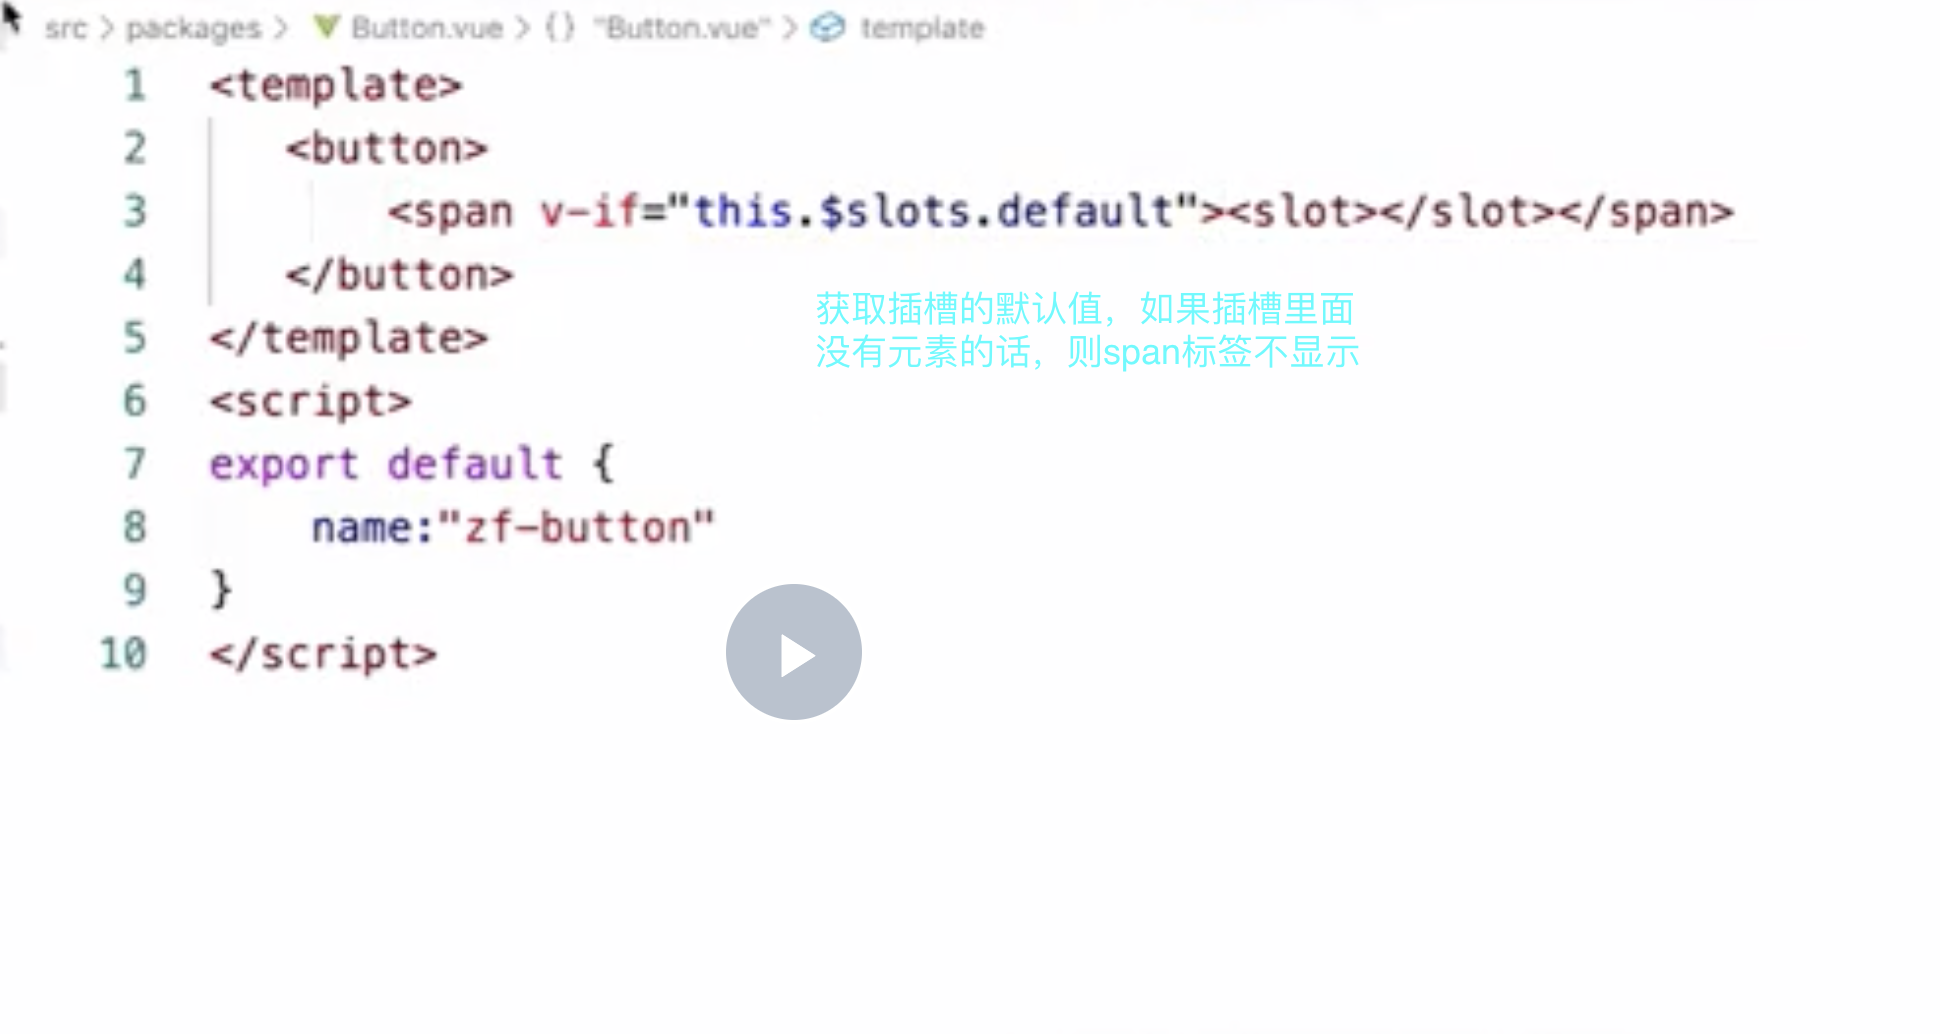 src > packages > Button.vue > {} "Button.vue" > template
1 <template>
2 <button>
3 <span v-if="this.$slots.default"><slot></slot></span>
4 </button>
获取插槽的默认值，如果插槽里面
5 </template>
没有元素的话，则span标签不显示
6 <script>
7 export default {
8 name:"zf-button"
9 }
10 </script>